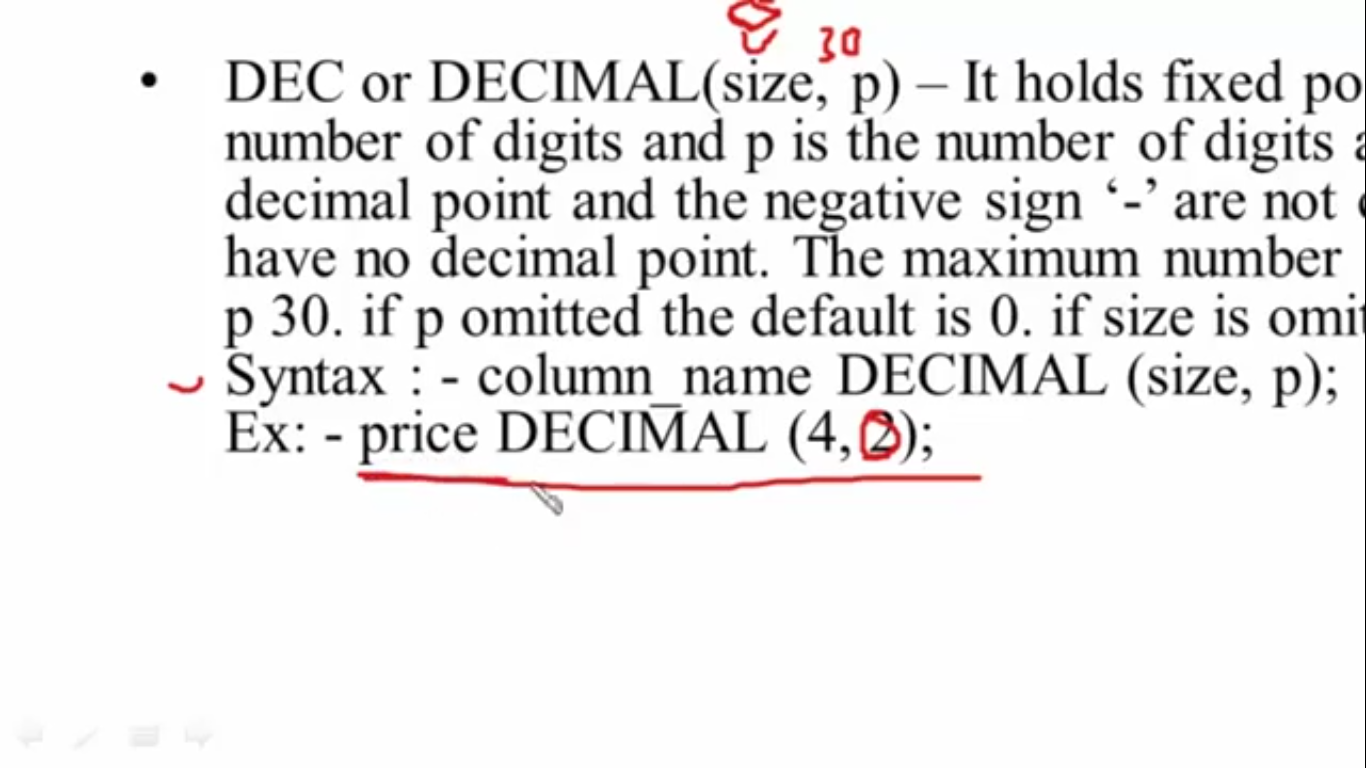 30
• DEC or DECIMAL(size, p) – It holds fixed po
number of digits and p is the number of digits a
decimal point and the negative sign ‘-’ are not
have no decimal point. The maximum number
p 30. if p omitted the default is 0. if size is omit
Syntax : - column_name DECIMAL (size, p);
Ex: - price DECIMAL (4, 2);